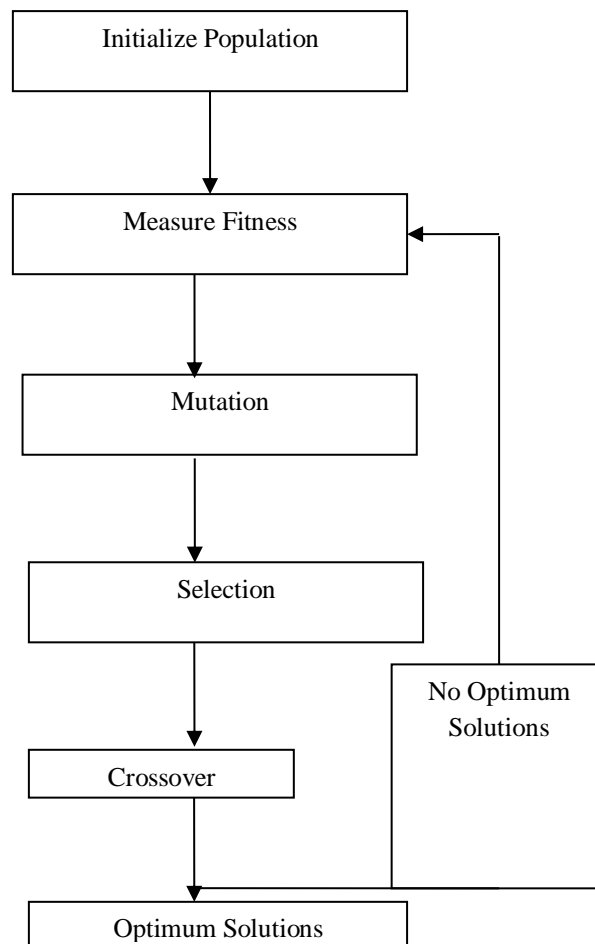 Initialize Population
Measure Fitness
Mutation
Selection
No Optimum
Solutions
Crossover
Optimum Solutions